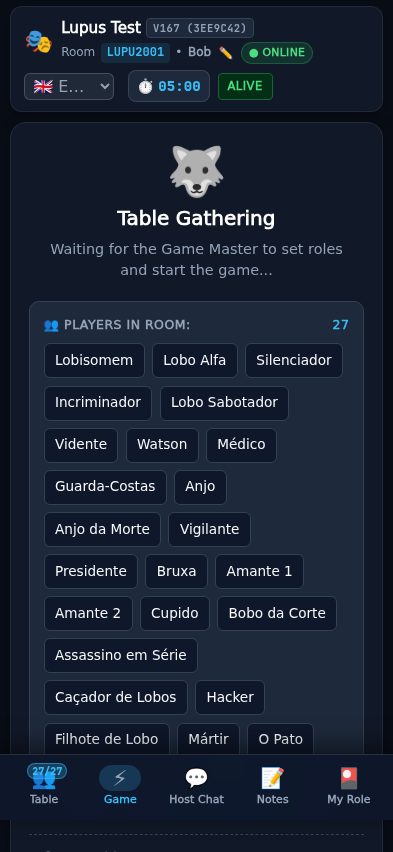 Lupus Test V167 (3EE9C42)
Room LUPU2001 • Bob ONLINE
E... 05:00 ALIVE
Table Gathering
Waiting for the Game Master to set roles
and start the game...
PLAYERS IN ROOM: 27
Lobisomem Lobo Alfa Silenciador
Incriminador Lobo Sabotador
Vidente Watson Médico
Guarda-Costas Anjo
Anjo da Morte Vigilante
Presidente Bruxa Amante 1
Amante 2 Cupido Bobo da Corte
Assassino em Série
Caçador de Lobos Hacker
Filhote de Lobo Mártir O Pato
27/27
Table Game Host Chat Notes My Role